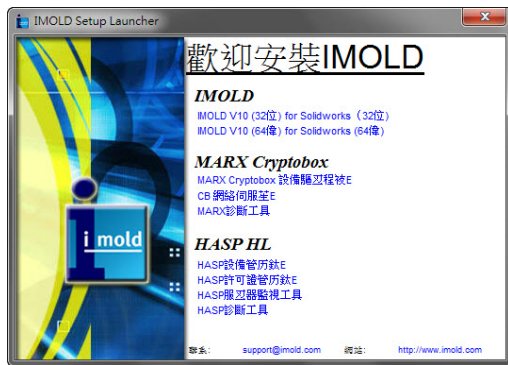 IMOLD Setup Launcher
歡迎安裝IMOLD
IMOLD
IMOLD V10 (32位) for Solidworks（32位）
IMOLD V10 (64偉) for Solidworks (64偉)
MARX Cryptobox
MARX Cryptobox 設備驅叉程被E
CB 網絡伺服荃E
MARX診斷工具
HASP HL
HASP設備管历鈦E
HASP許可證管历鈦E
HASP服叉器監視工具
HASP診斷工具
i mold
聯系: support@imold.com 網站: http://www.imold.com